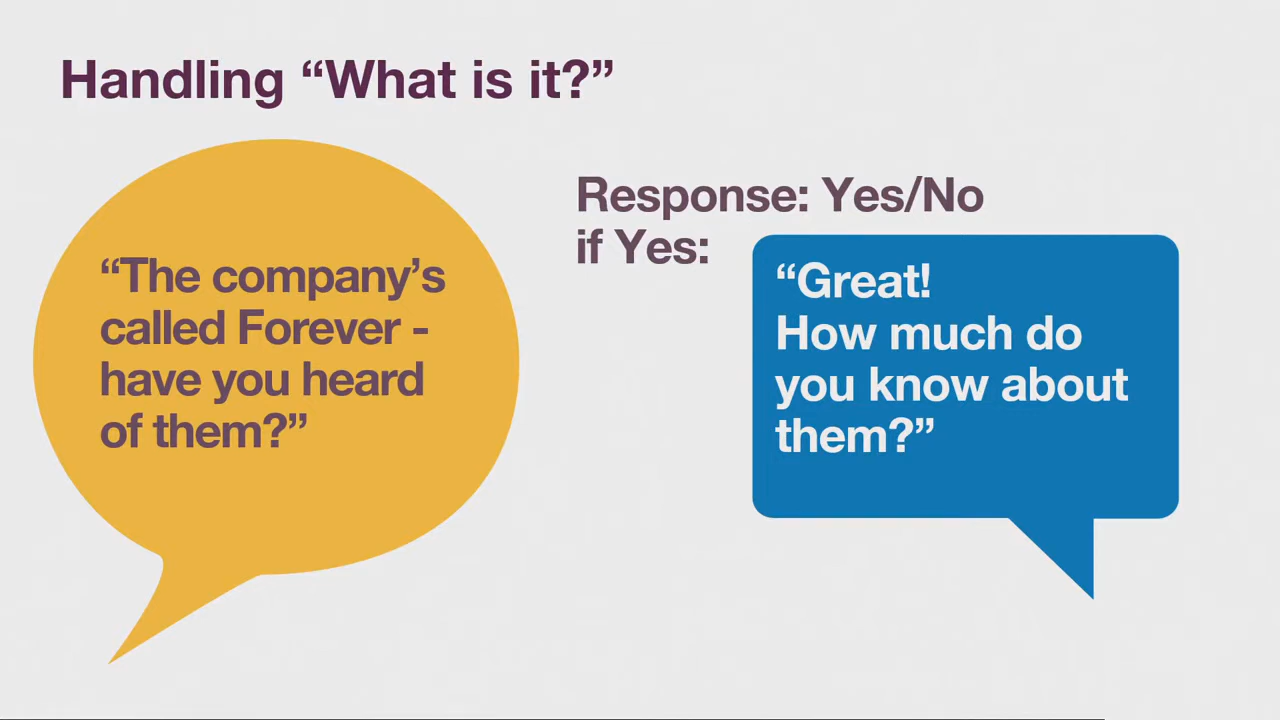 Handling “What is it?”
“The company’s
called Forever -
have you heard
of them?”
Response: Yes/No
if Yes:
“Great!
How much do
you know about
them?”